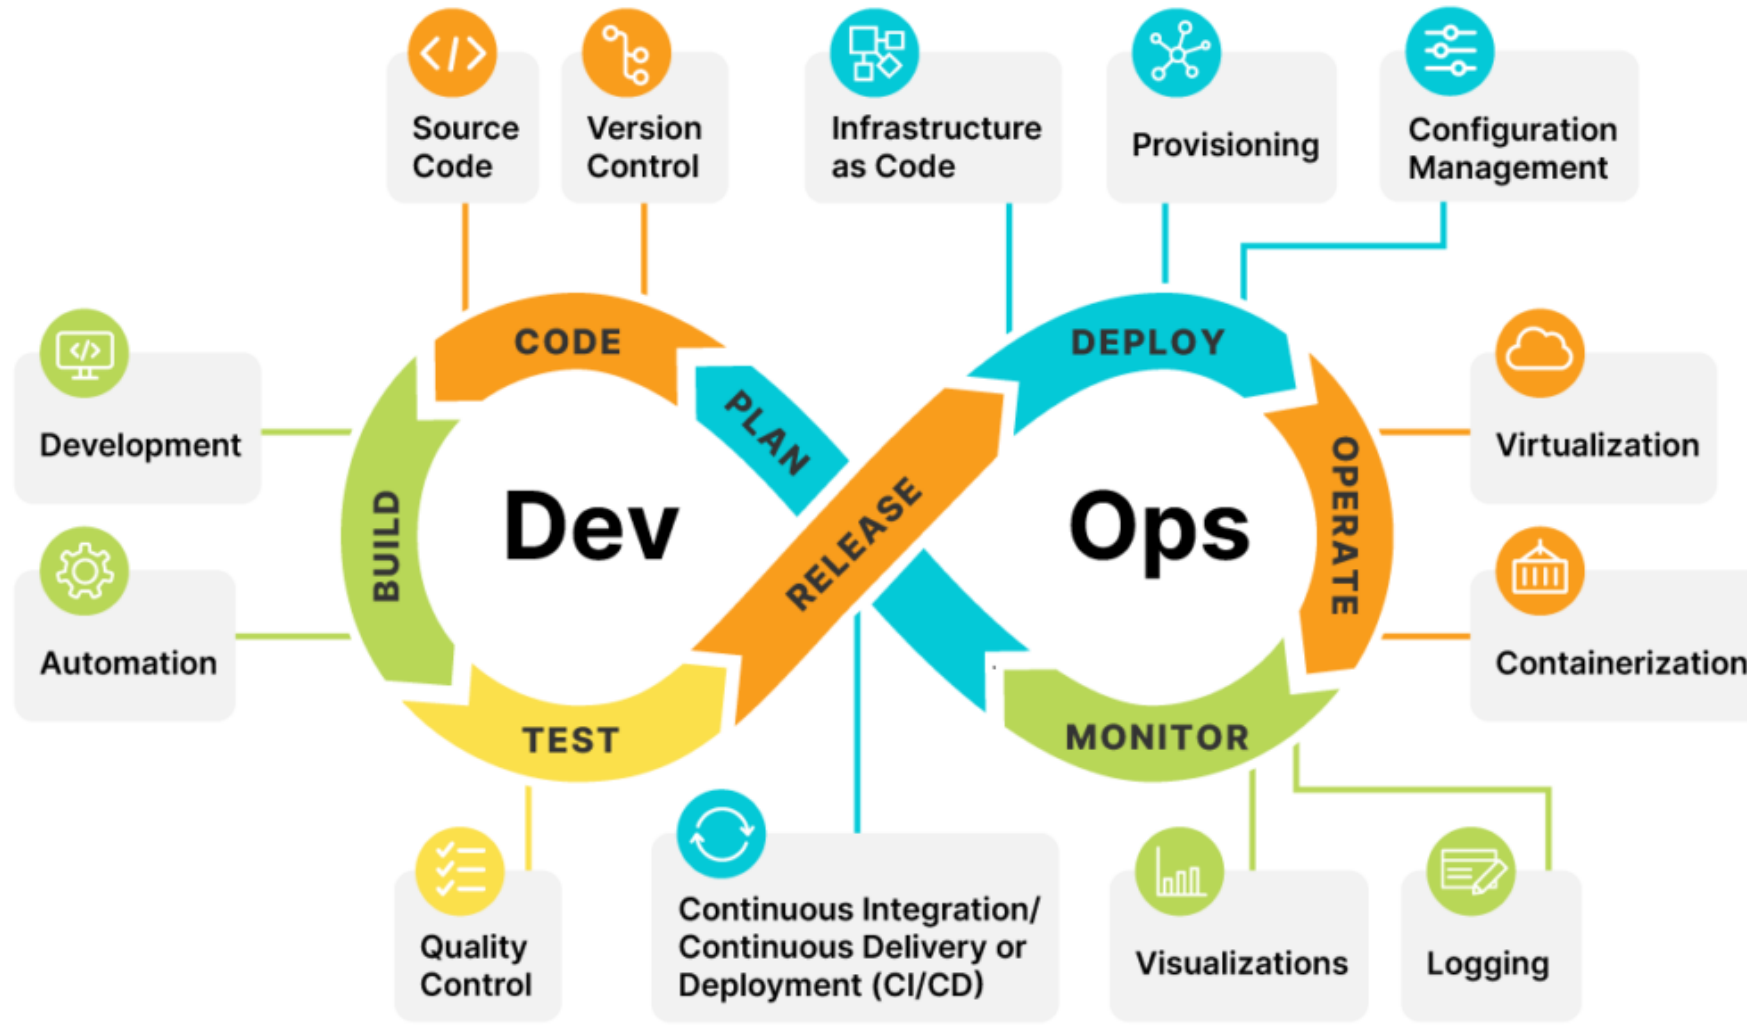 Source
Code
Version
Control
Infrastructure
as Code
Provisioning
Configuration
Management
CODE
DEPLOY
PLAN
Development
Virtualization
BUILD
Dev
RELEASE
Ops
OPERATE
Automation
Containerization
TEST
MONITOR
Quality
Control
Continuous Integration/
Continuous Delivery or
Deployment (CI/CD)
Visualizations
Logging